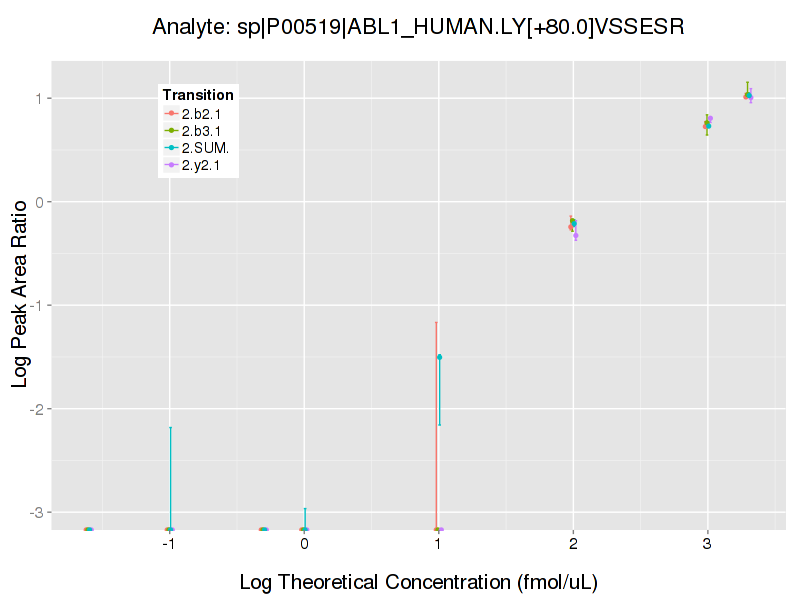 Analyte: sp|P00519|ABL1_HUMAN.LY[+80.0]VSSESR
Transition
2.b2.1
2.b3.1
2.SUM.
2.y2.1
Log Peak Area Ratio
1
0
-1
-2
-3
-1 0 1 2 3
Log Theoretical Concentration (fmol/uL)